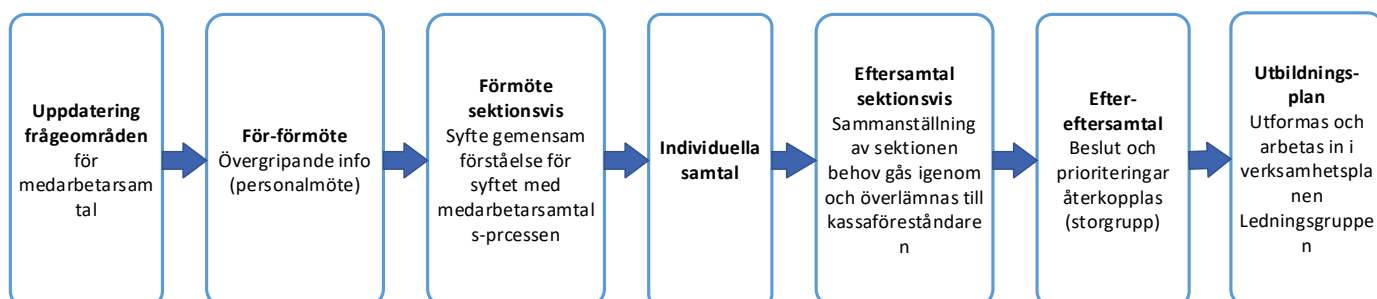 Uppdatering
frågeområden
för
medarbetarsam
tal
För-förmöte
Övergripande info
(personalmöte)
Förmöte
sektionsvis
Syfte gemensam
förståelse för
syftet med
medarbetarsamtal
s-prcessen
Individuella
samtal
Eftersamtal
sektionsvis
Sammanställning
av sektionen
behov gås igenom
och överlämnas till
kassaföreståndare
n
Efter-
eftersamtal
Beslut och
prioriteringar
återkopplas
(storgrupp)
Utbildnings-
plan
Utformas och
arbetas in i
verksamhetspla
nen
Ledningsgruppe
n